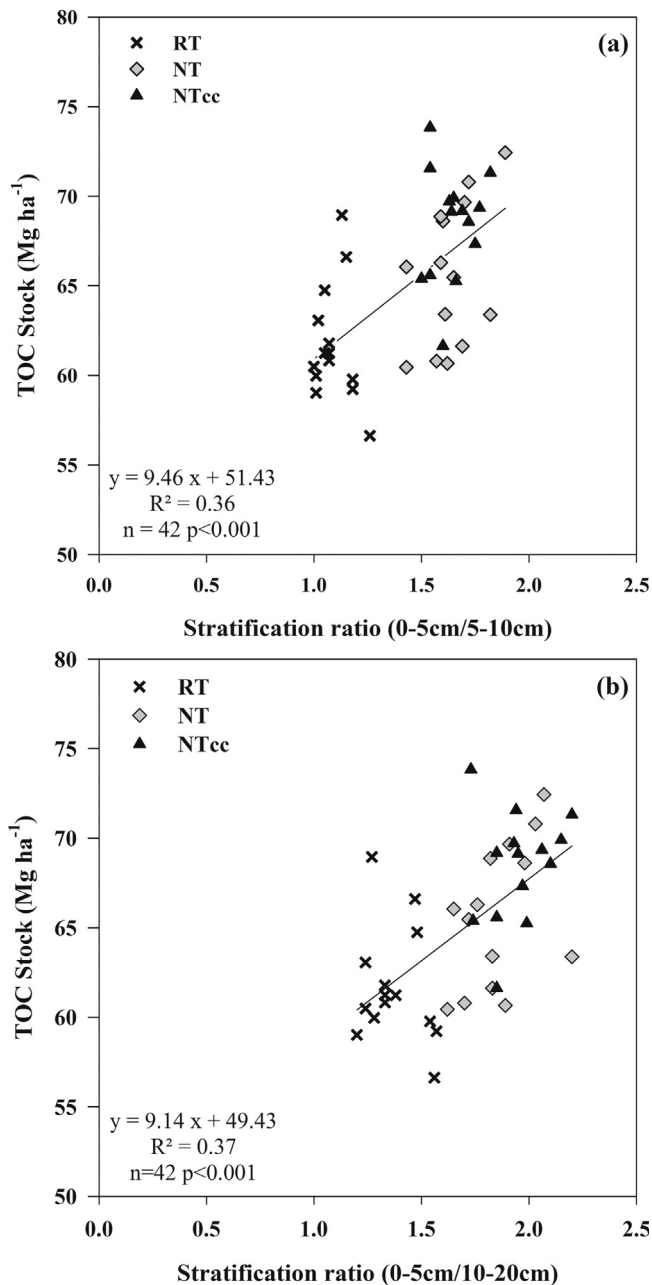 (a)
RT
NT
NTcc
80
75
70
65
60
55
50
TOC Stock (Mg ha⁻¹)
y = 9.46 x + 51.43
R² = 0.36
n = 42 p<0.001
0.0 0.5 1.0 1.5 2.0 2.5
Stratification ratio (0-5cm/5-10cm)
(b)
RT
NT
NTcc
80
75
70
65
60
55
50
TOC Stock (Mg ha⁻¹)
y = 9.14 x + 49.43
R² = 0.37
n=42 p<0.001
0.0 0.5 1.0 1.5 2.0 2.5
Stratification ratio (0-5cm/10-20cm)